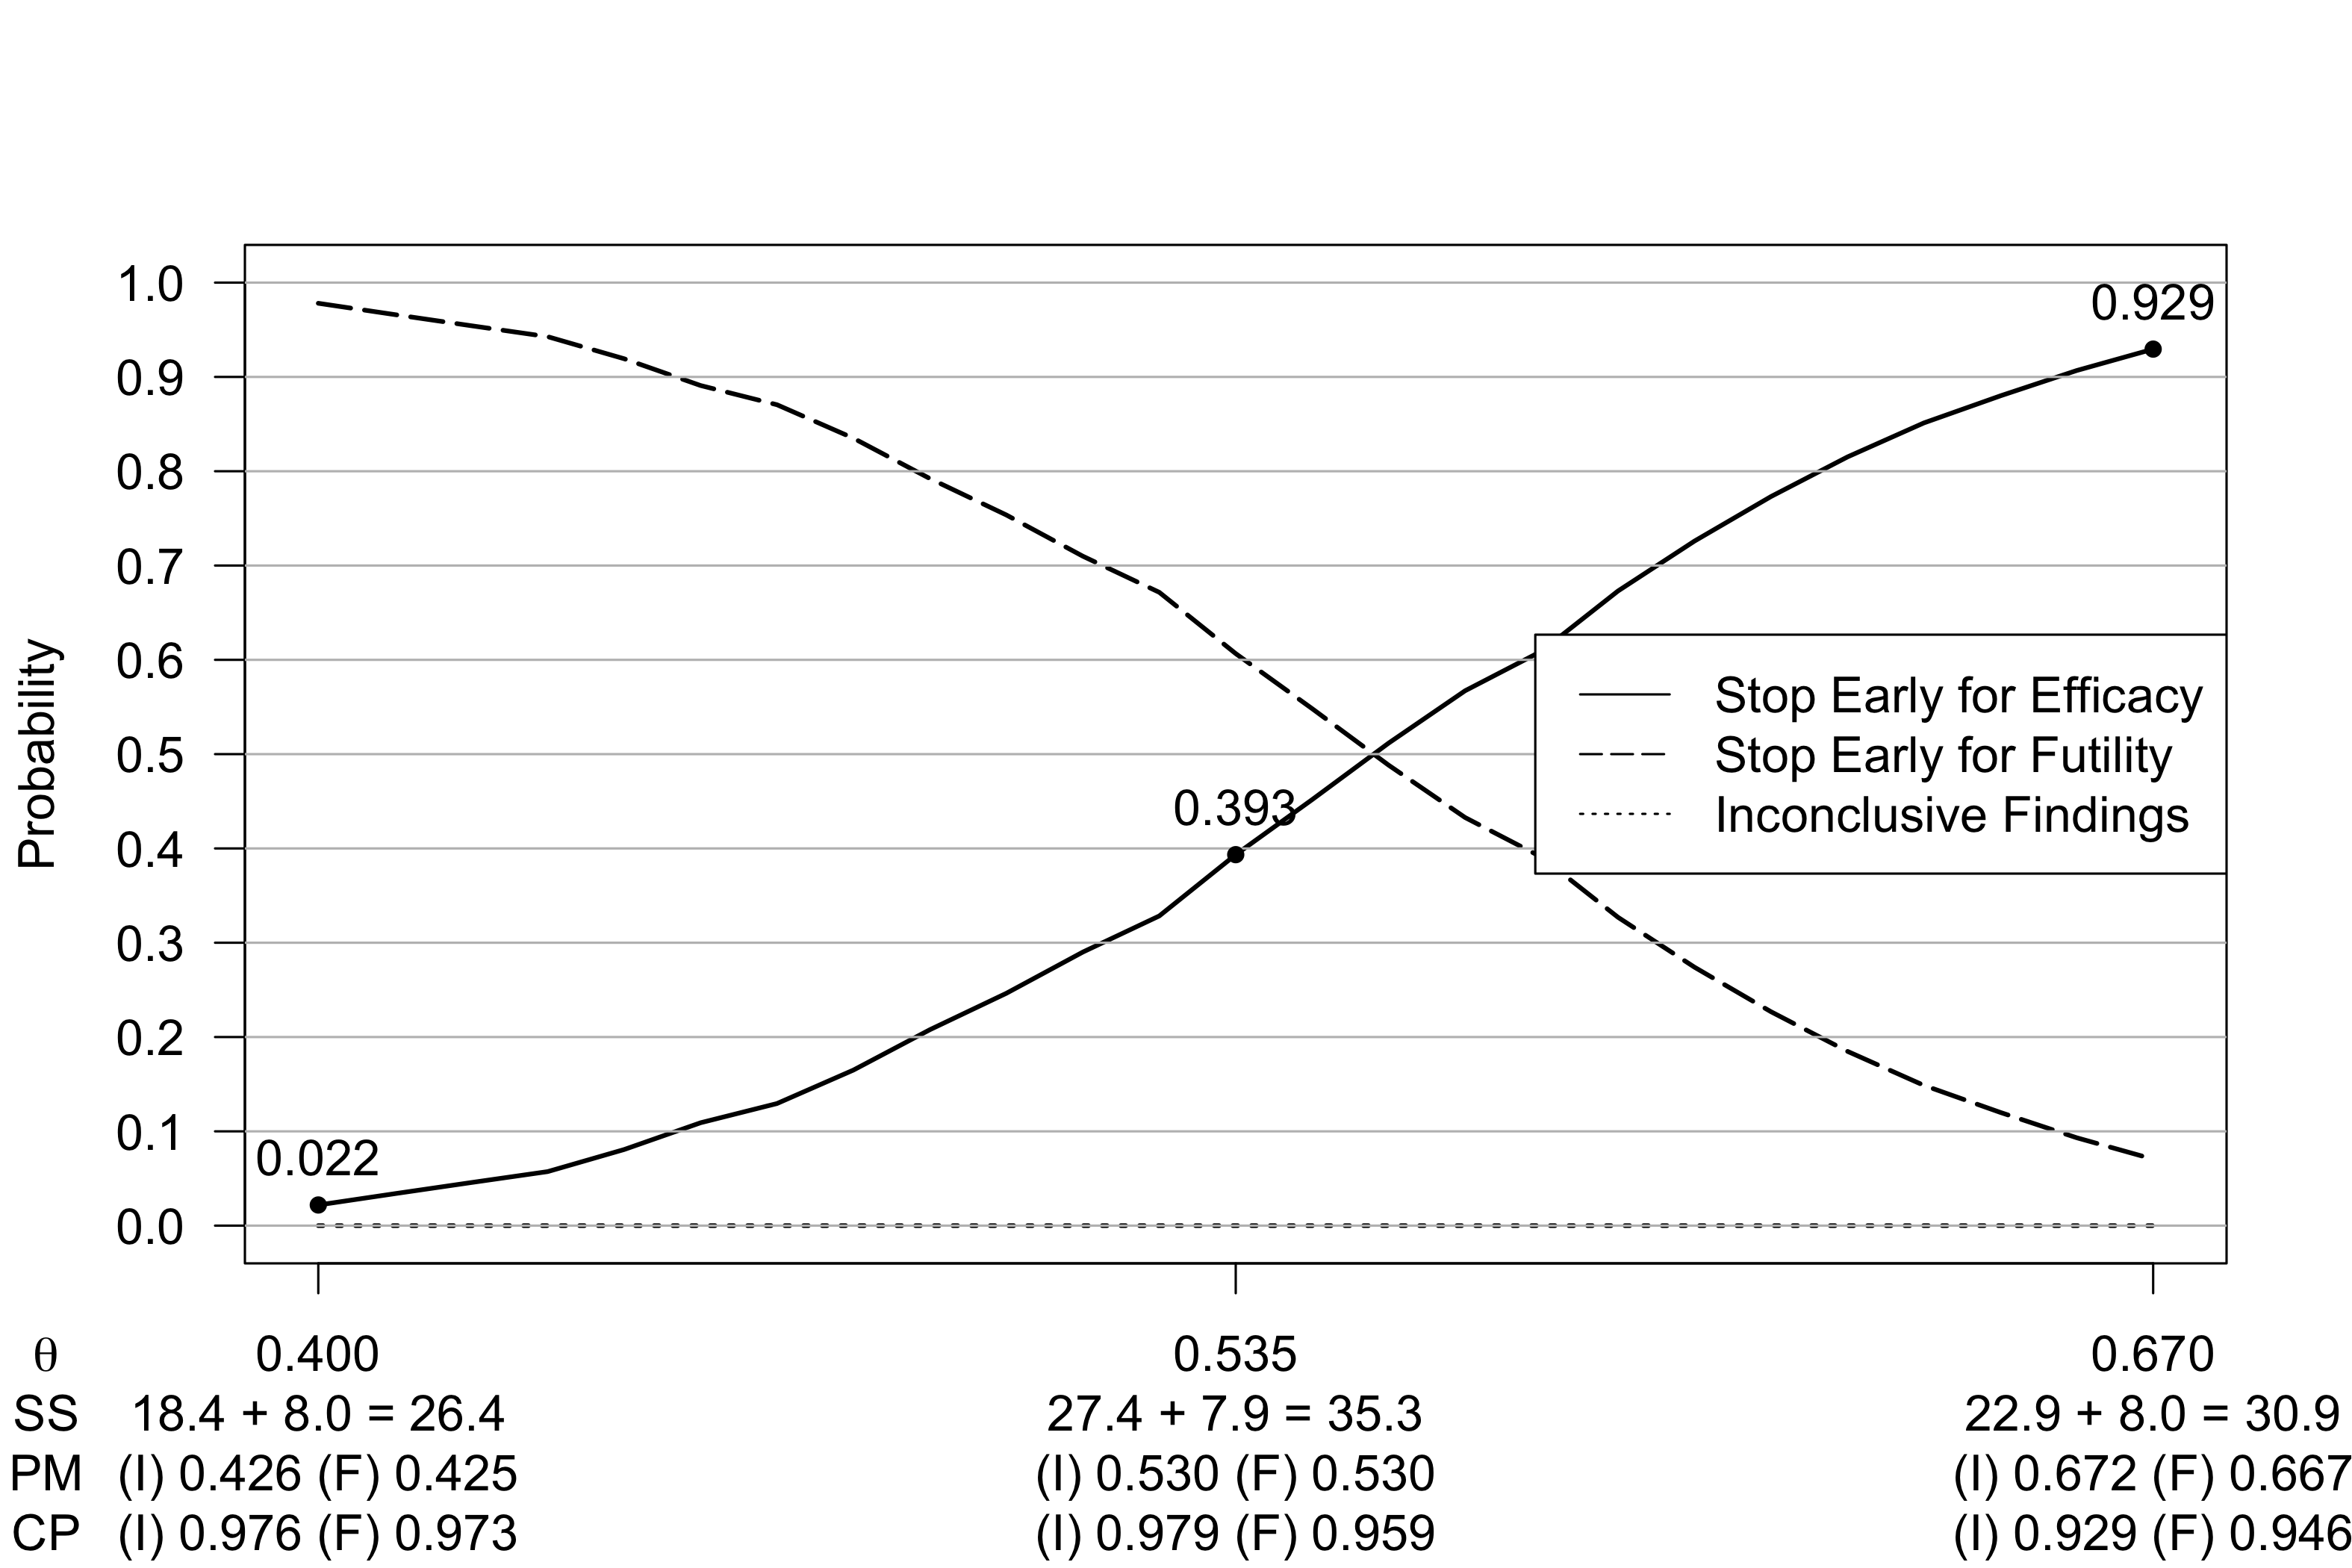 1.0
0.929
0.9
0.8
0.7
0.6
Probability
Stop Early for Efficacy
0.5
Stop Early for Futility
0.393
Inconclusive Findings
0.4
0.3
0.2
0.1
0.022
0.0
θ 0.400 0.535 0.670
SS 18.4 + 8.0 = 26.4 27.4 + 7.9 = 35.3 22.9 + 8.0 = 30.9
PM (I) 0.426 (F) 0.425 (I) 0.530 (F) 0.530 (I) 0.672 (F) 0.667
CP (I) 0.976 (F) 0.973 (I) 0.979 (F) 0.959 (I) 0.929 (F) 0.946